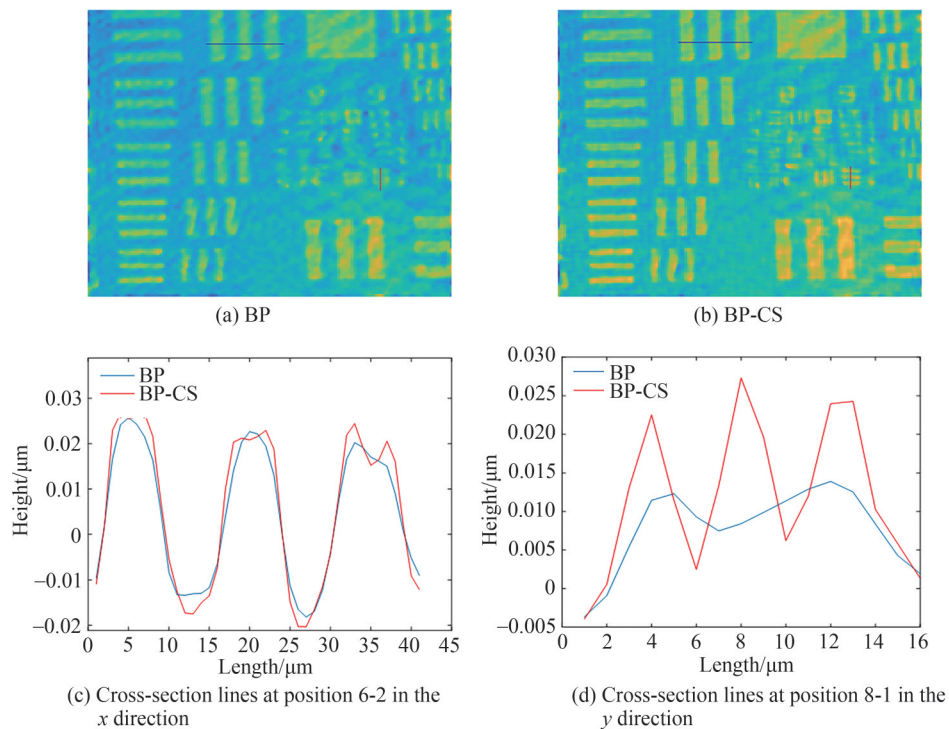 (a) BP
(b) BP-CS
BP
BP-CS
0.03
0.02
0.01
0
–0.01
–0.02
Height/μm
0 5 10 15 20 25 30 35 40 45
Length/μm
(c) Cross-section lines at position 6-2 in the
x direction
BP
BP-CS
0.030
0.025
0.020
0.015
0.010
0.005
0
–0.005
Height/μm
0 2 4 6 8 10 12 14 16
Length/μm
(d) Cross-section lines at position 8-1 in the
y direction